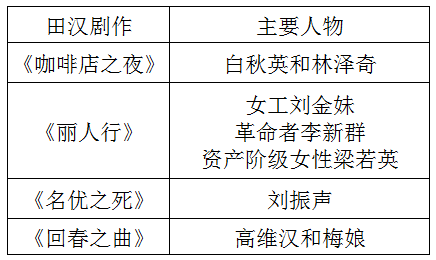 田汉剧作 主要人物
《咖啡店之夜》 白秋英和林泽奇
《丽人行》 女工刘金妹
革命者李新群
资产阶级女性梁若英
《名优之死》 刘振声
《回春之曲》 高维汉和梅娘